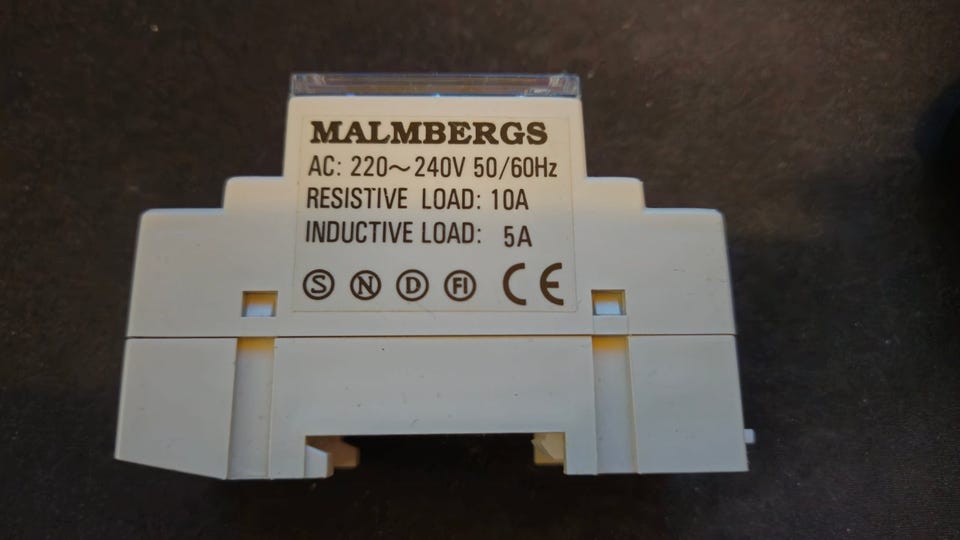 MALMBERGS
AC: 220~240V 50/60Hz
RESISTIVE LOAD: 10A
INDUCTIVE LOAD: 5A
S N D FI CE